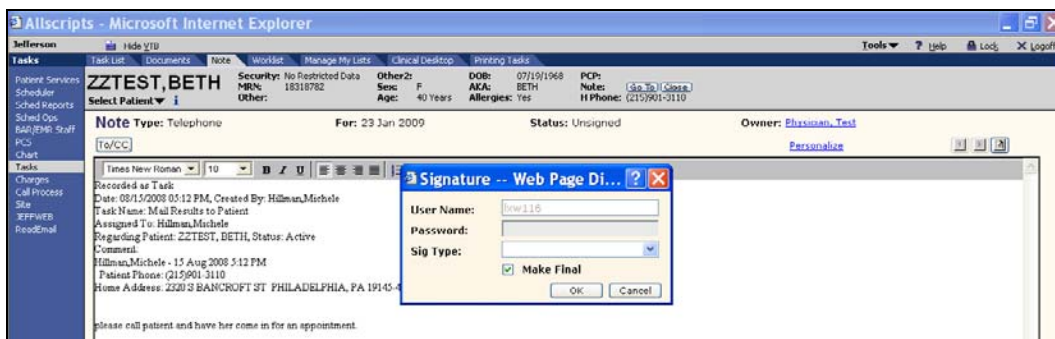 Allscripts - Microsoft Internet Explorer
Jefferson Hide VTB Tools ? Help Lock X Logoff
Tasks Task List Documents Note Worklist Manage My Lists Clinical Desktop Printing Tasks
Patient Services
Scheduler
Sched Reports
Sched Ops
BAR/EMR Staff
PCS
Chart
Tasks
Charges
Call Process
Site
JEFFWEB
ReadEmail
ZZTEST, BETH
Select Patient i
Security: No Restricted Data Other2: DOB: 07/19/1968 PCP:
MRN: 18318782 Sex: F AKA: BETH Note: Go To Close
Other: Age: 40 Years Allergies: Yes H Phone: (215)901-3110
Note Type: Telephone For: 23 Jan 2009 Status: Unsigned Owner: Physician, Test
To/CC Personalize
Times New Roman 10 B I U
Recorded as Task
Date: 08/15/2008 05:12 PM, Created By: Hillman,Michele
Task Name: Mail Results to Patient
Assigned To: Hillman,Michele
Regarding Patient: ZZTEST, BETH, Status: Active
Comment:
Hillman,Michele - 15 Aug 2008 5:12 PM
Patient Phone: (215)901-3110
Home Address: 2320 S BANCROFT ST PHILADELPHIA, PA 19145-4
please call patient and have her come in for an appointment.
Signature -- Web Page Di... ? X
User Name:
Password:
Sig Type:
Make Final
OK Cancel